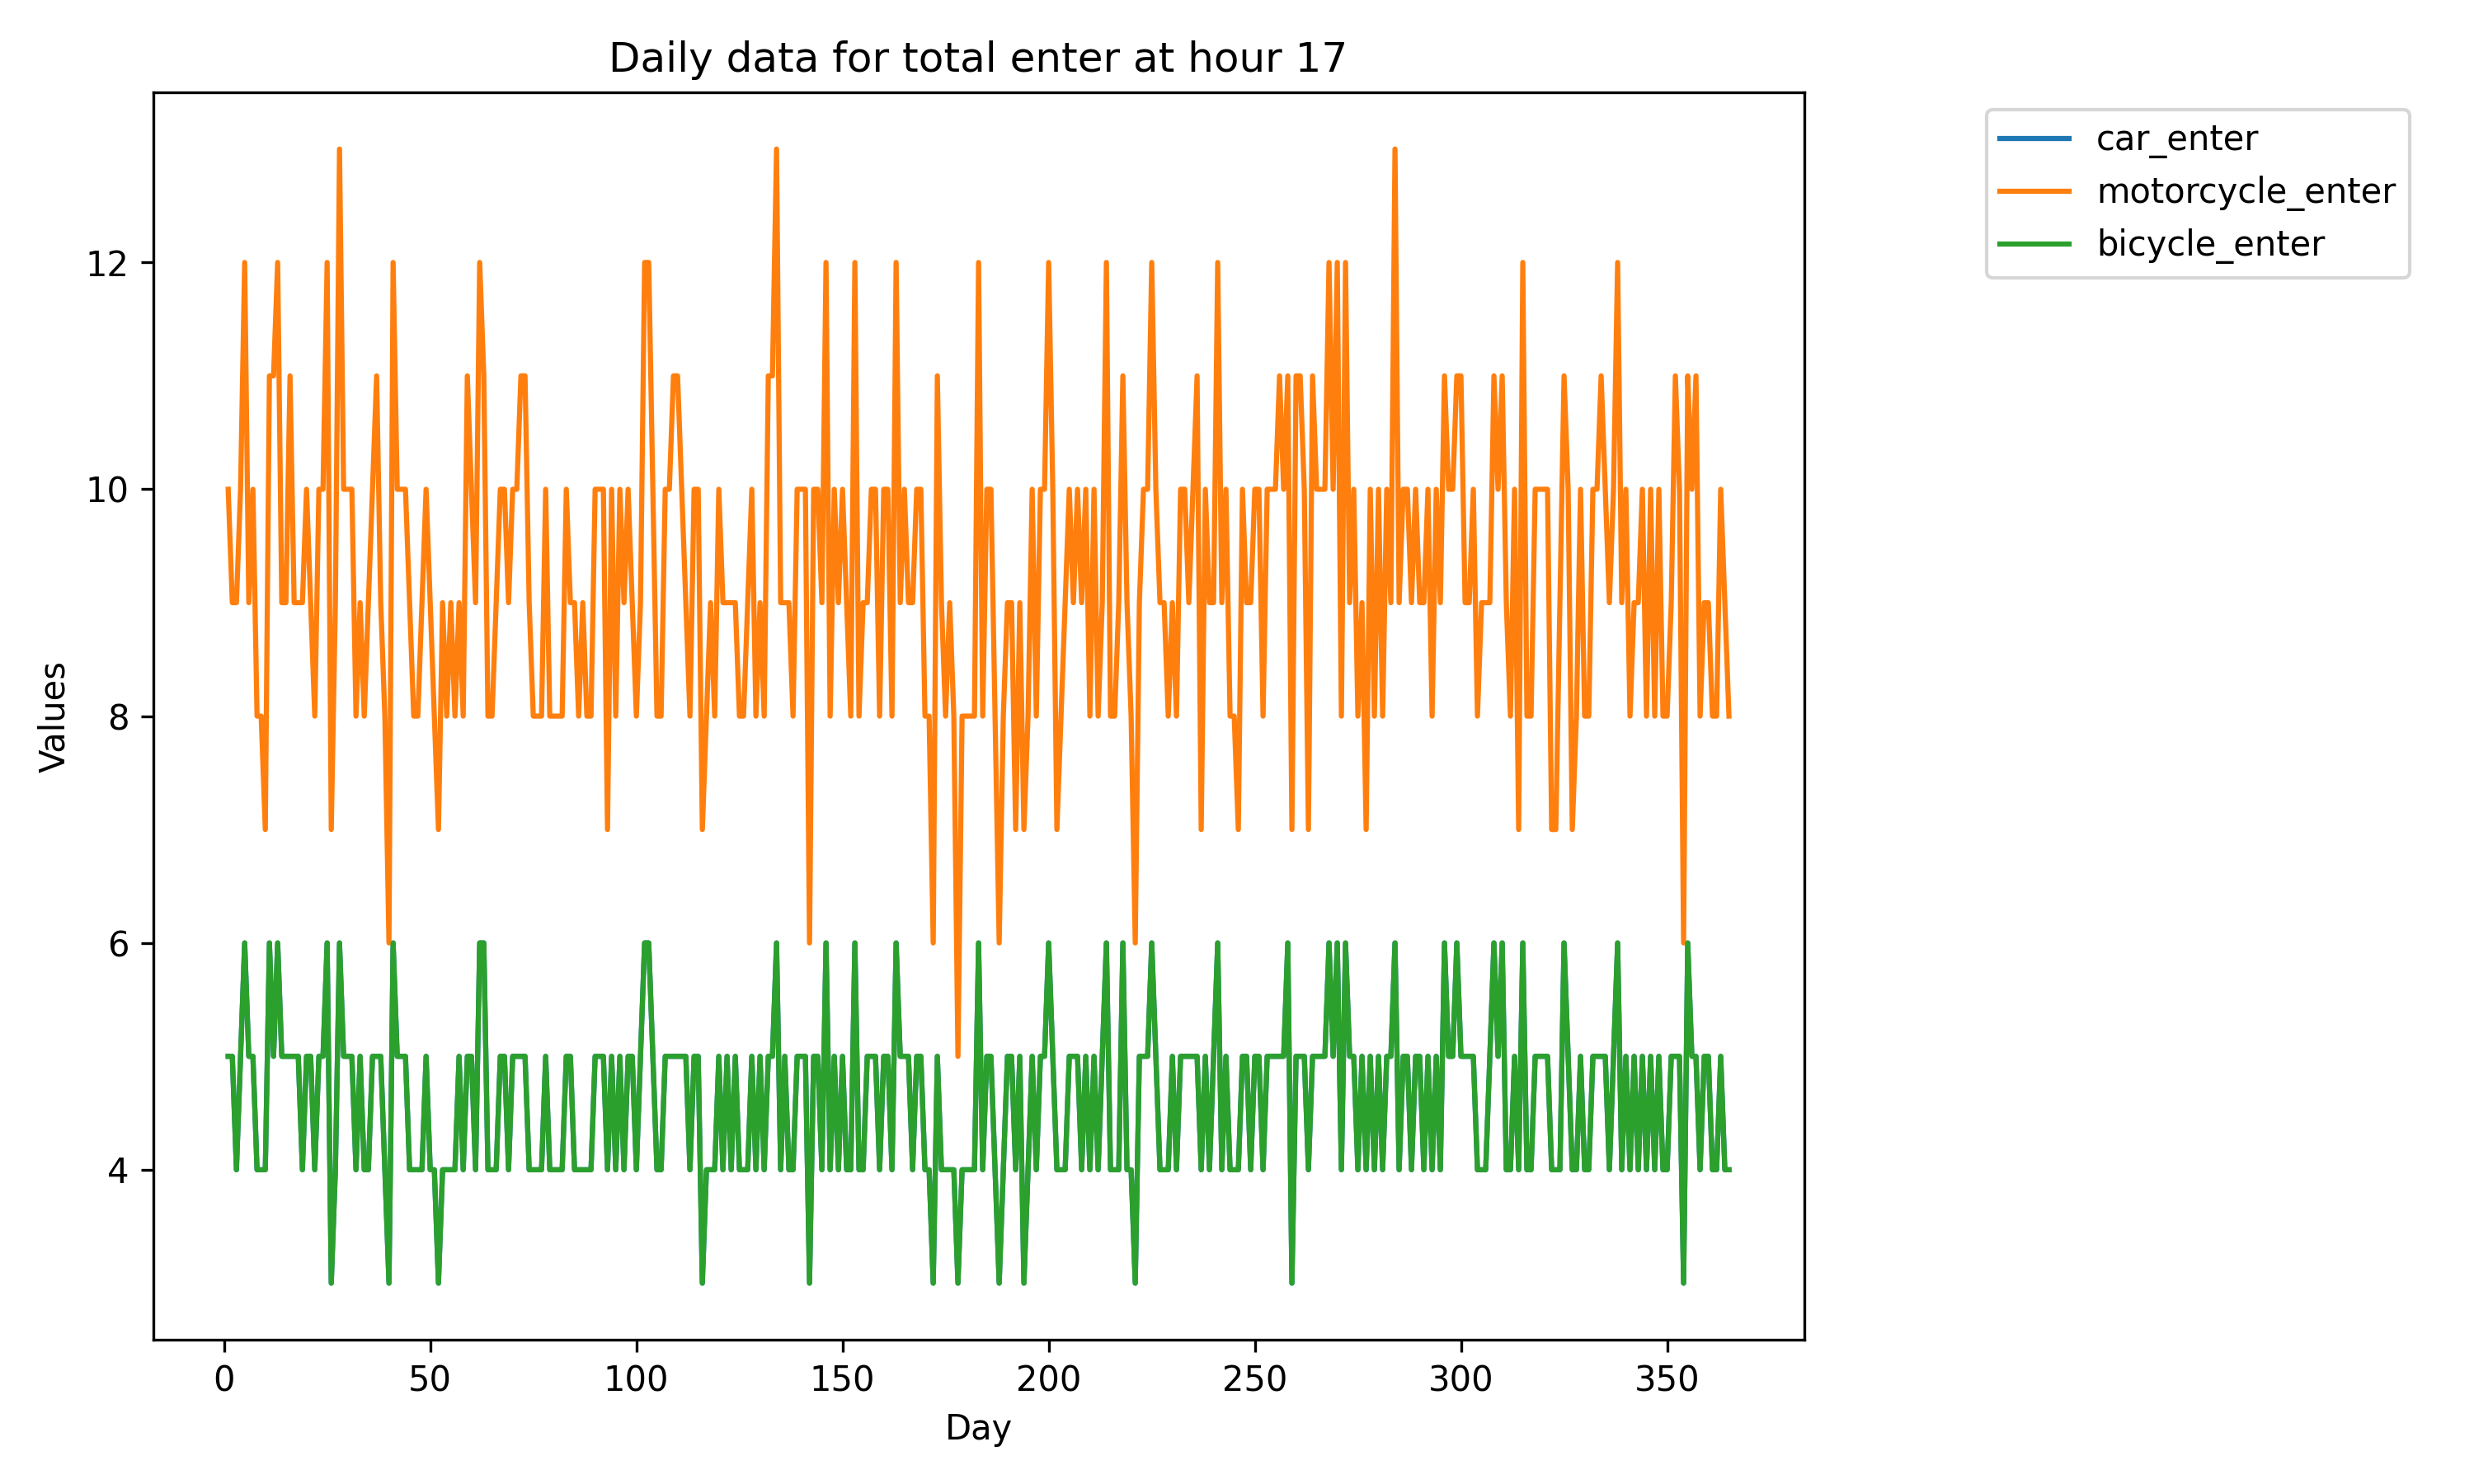 Daily data for total enter at hour 17
car_enter
motorcycle_enter
bicycle_enter
12
10
8
6
4
Values
0 50 100 150 200 250 300 350
Day